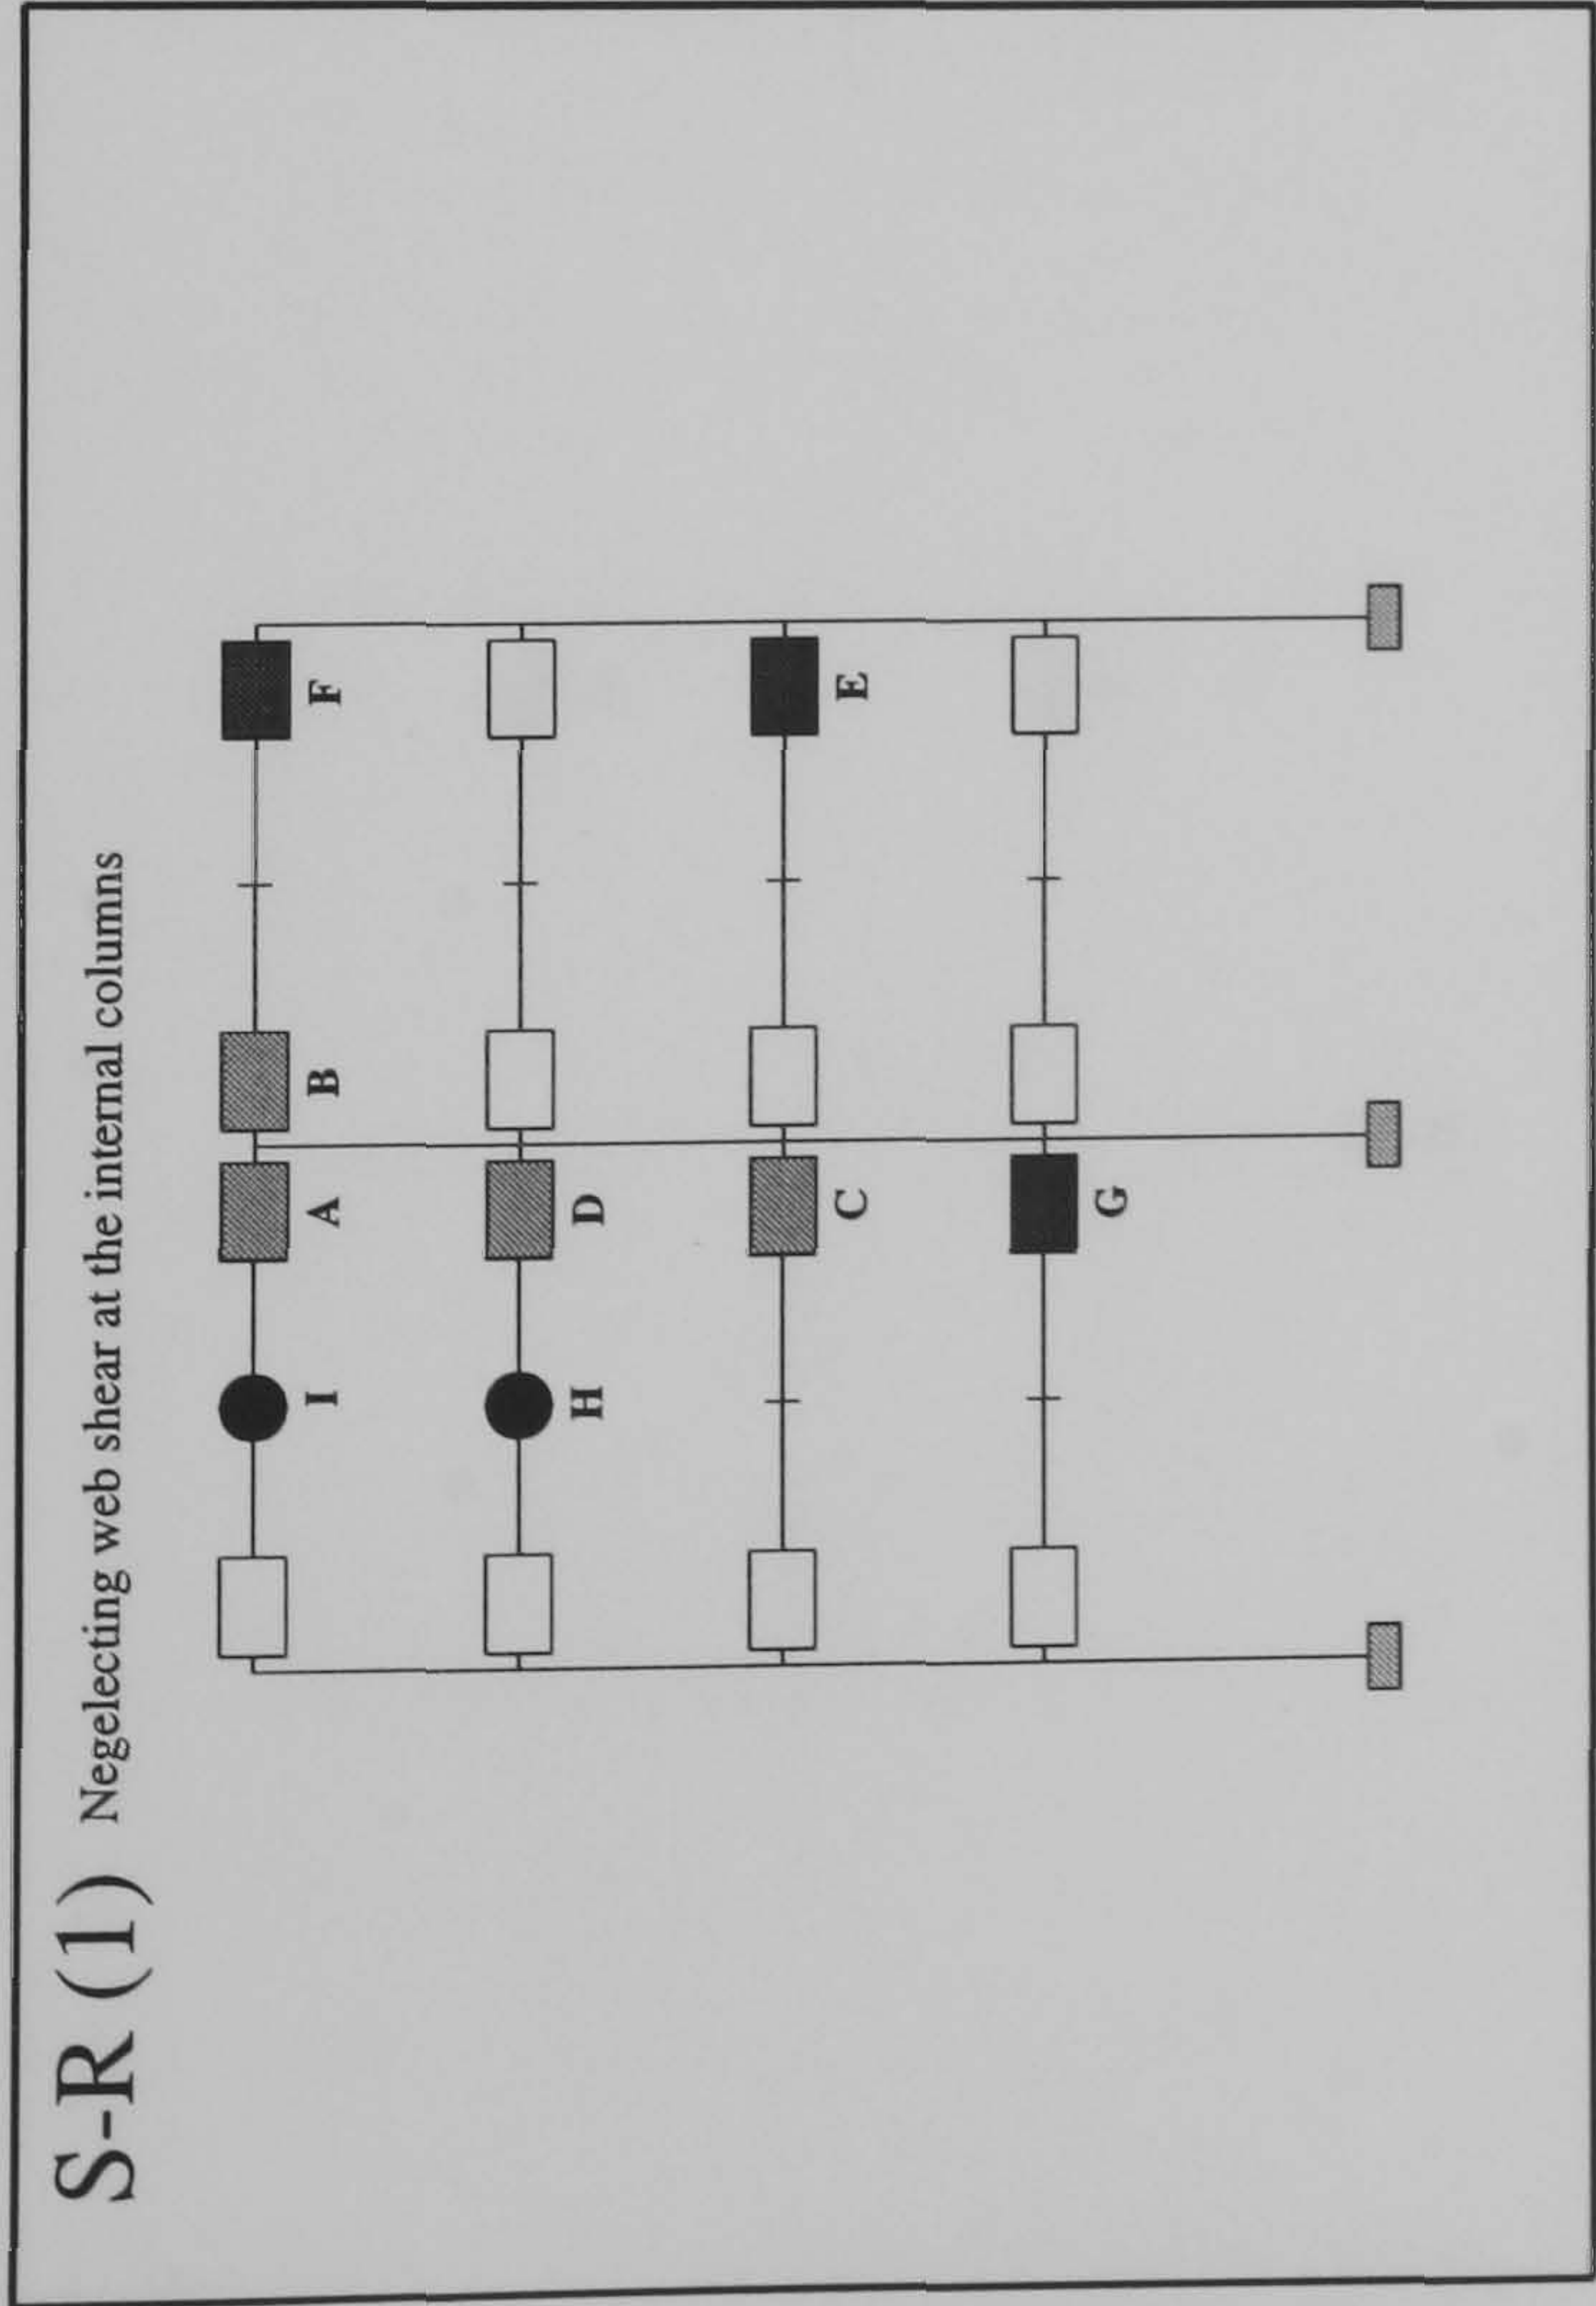 S-R (1) Negelecting web shear at the internal columns
I A B F
H D
C E
G